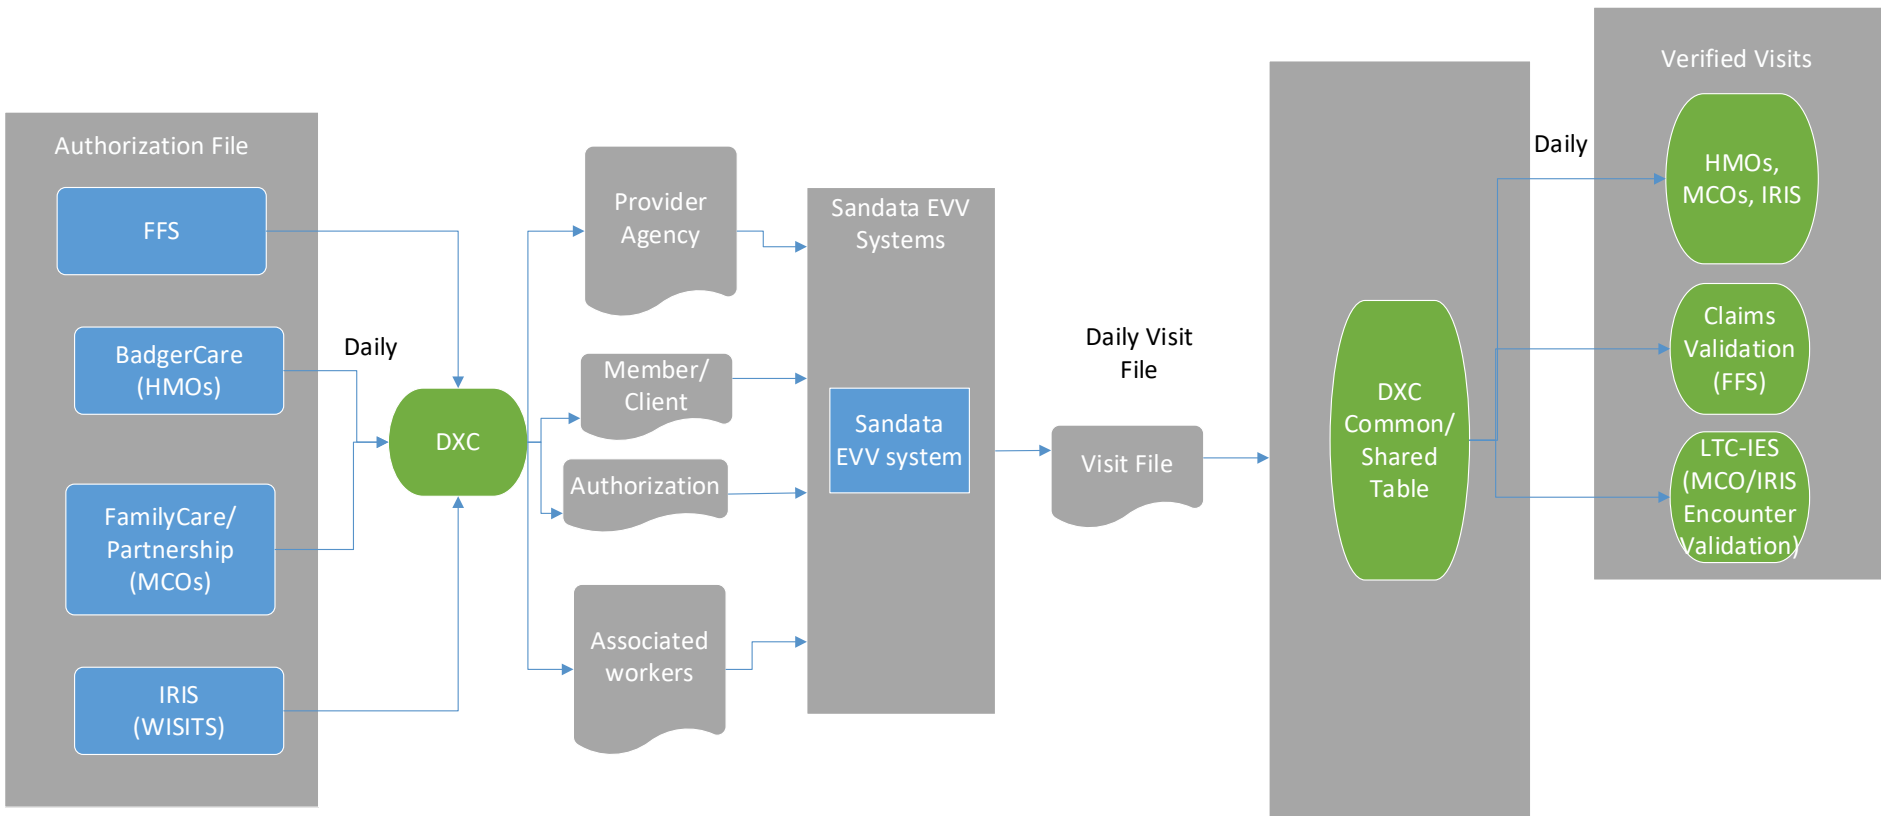 Authorization File
FFS
BadgerCare
(HMOs)
FamilyCare/
Partnership
(MCOs)
IRIS
(WISITS)
Daily
DXC
Provider
Agency
Member/
Client
Authorization
Associated
workers
Sandata EVV
Systems
Sandata
EVV system
Daily Visit
File
Visit File
DXC
Common/
Shared
Table
Daily
Verified Visits
HMOs,
MCOs, IRIS
Claims
Validation
(FFS)
LTC-IES
(MCO/IRIS
Encounter
Validation)